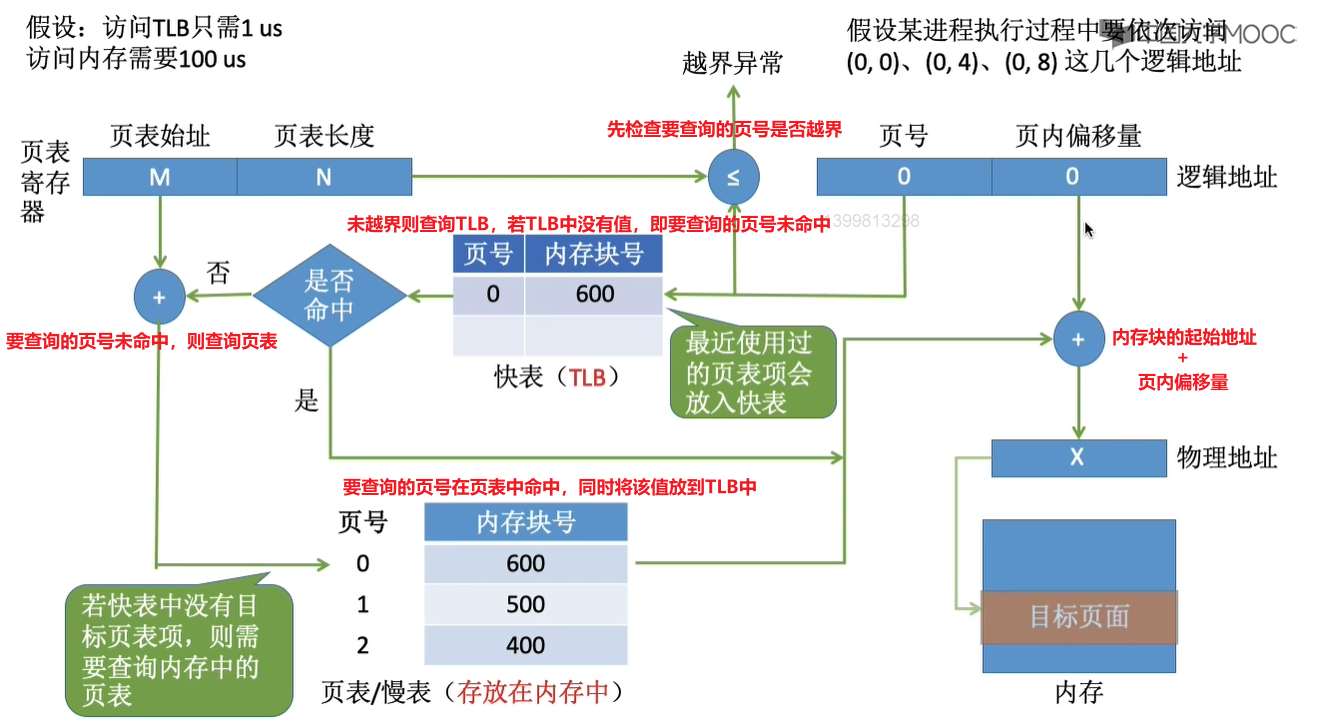 假设：访问TLB只需1 us
访问内存需要100 us
假设某进程执行过程中要依次访问
(0, 0)、(0, 4)、(0, 8) 这几个逻辑地址
MOOC
越界异常
先检查要查询的页号是否越界
页表始址
页表长度
页号
页内偏移量
页表
寄存
器
M
N
≤
0
0
逻辑地址
未越界则查询TLB，若TLB中没有值，即要查询的页号未命中
1399813298
页号
内存块号
0
600
是否
命中
否
+
要查询的页号未命中，则查询页表
快表（TLB）
最近使用过
的页表项会
放入快表
+
内存块的起始地址
+
页内偏移量
是
X
物理地址
要查询的页号在页表中命中，同时将该值放到TLB中
页号
内存块号
0
600
1
500
2
400
页表/慢表（存放在内存中）
若快表中没有目
标页表项，则需
要查询内存中的
页表
目标页面
内存